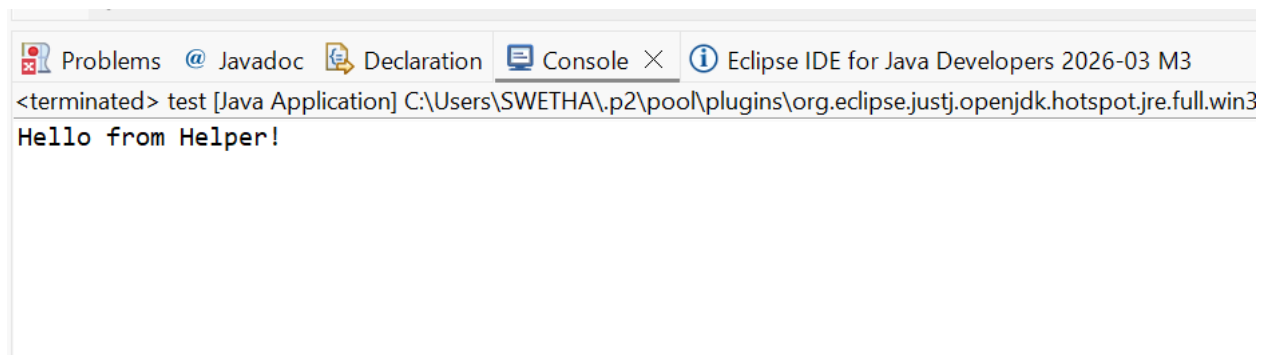 Problems @ Javadoc Declaration Console Eclipse IDE for Java Developers 2026-03 M3
<terminated> test [Java Application] C:\Users\SWETHA\.p2\pool\plugins\org.eclipse.justj.openjdk.hotspot.jre.full.win3
Hello from Helper!